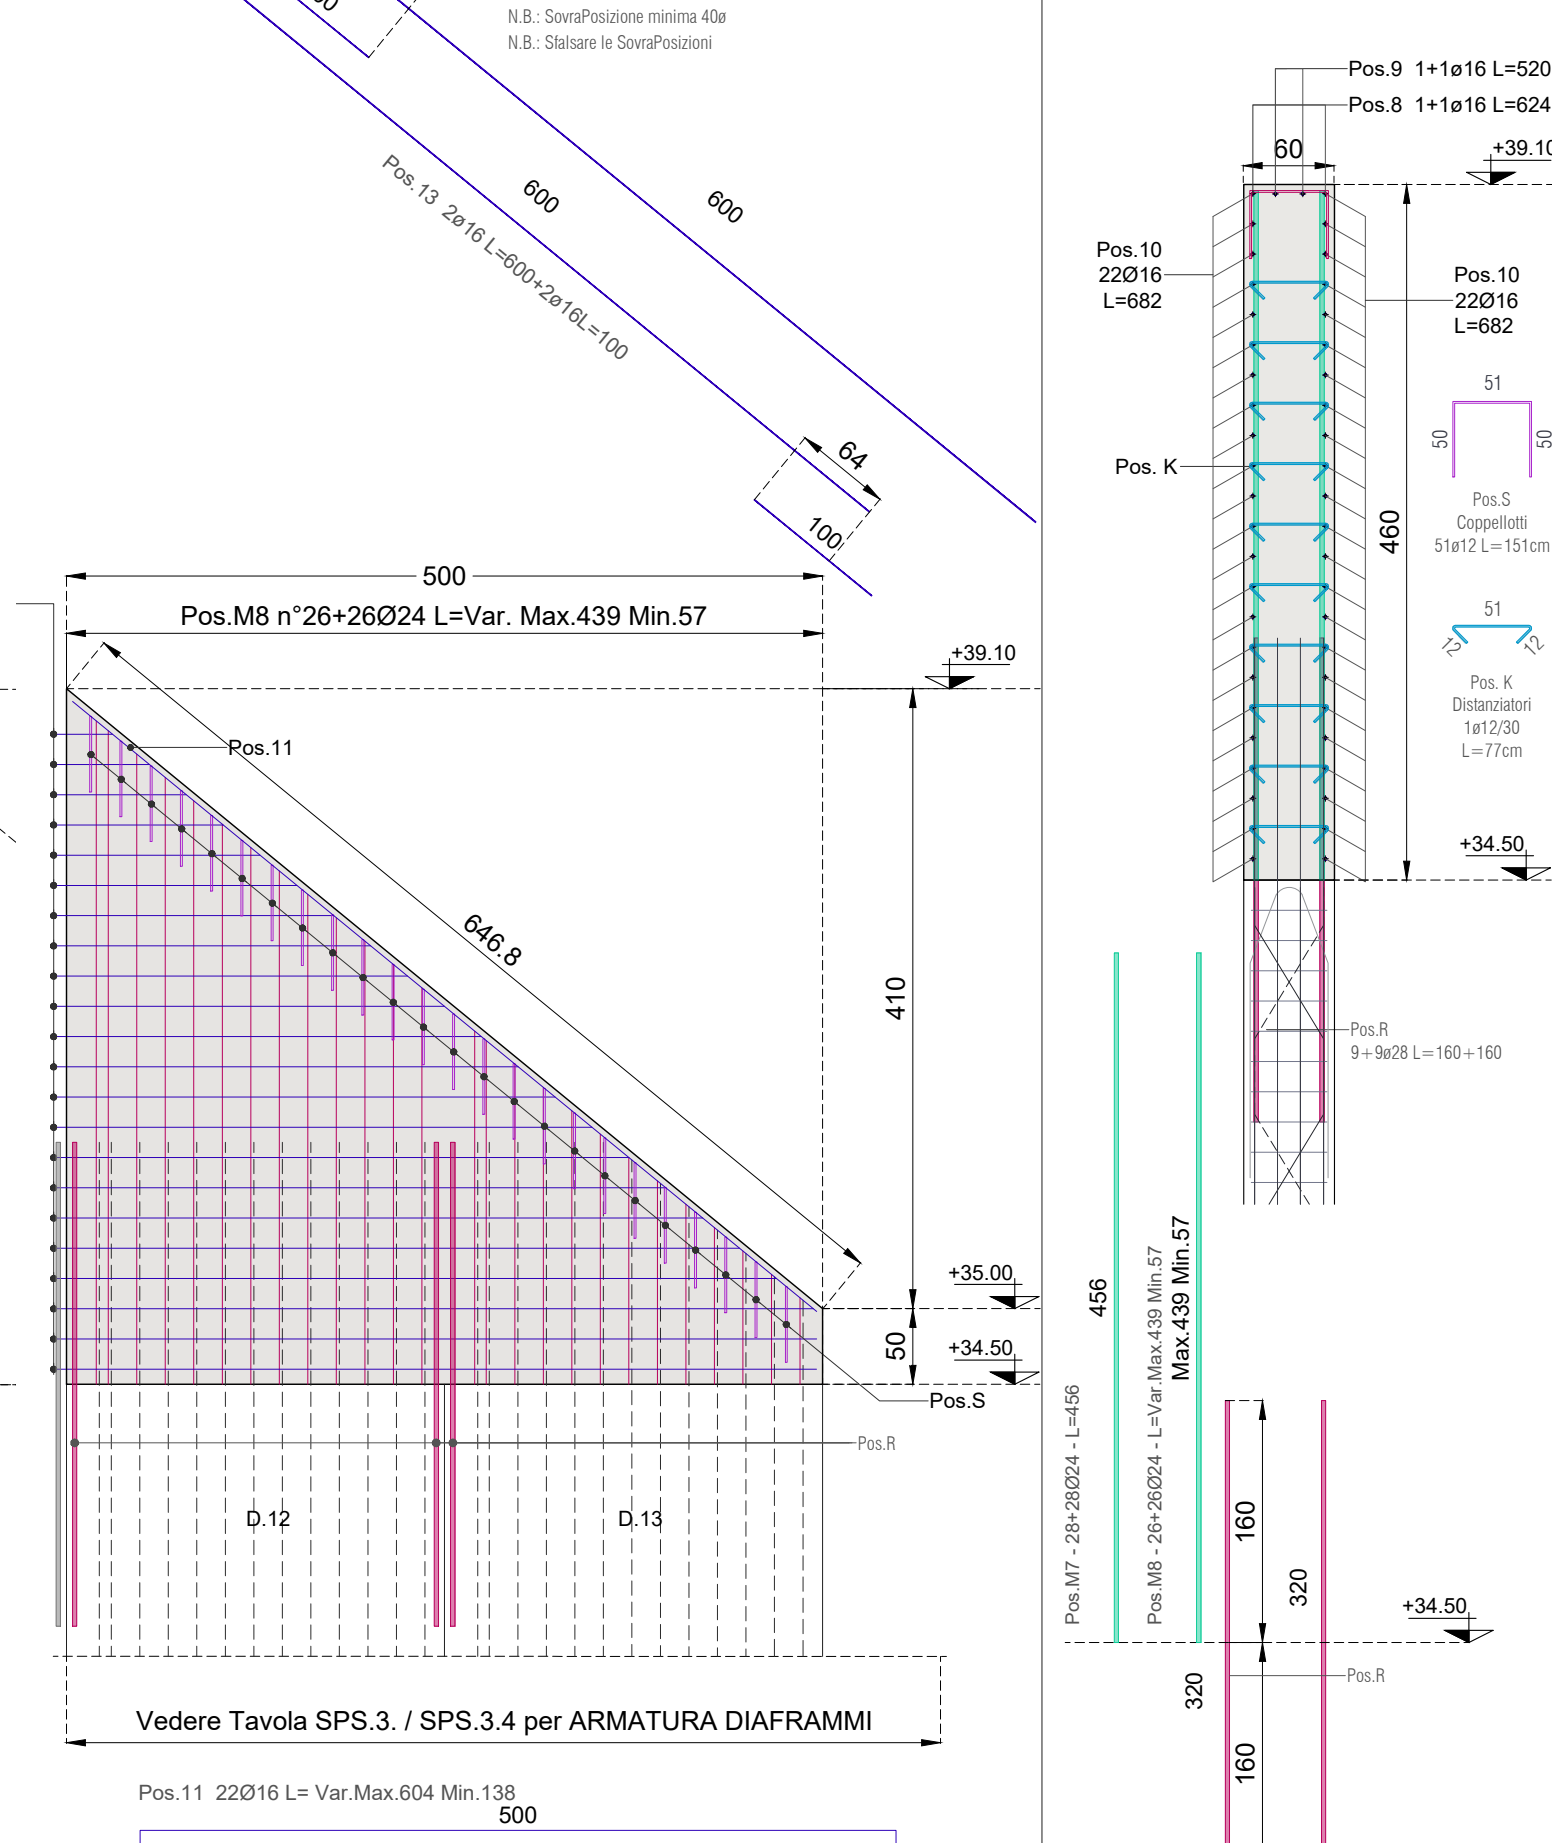 N.B.: SovraPosizione minima 40ø
N.B.: Sfalsare le SovraPosizioni
600
600
Pos.13 2ø16 L=600+2ø16L=100
64
100
500
Pos.M8 n°26+26Ø24 L=Var. Max.439 Min.57
+39.10
Pos.11
646.8
410
+35.00
50
+34.50
Pos.S
Pos.R
D.12
D.13
Vedere Tavola SPS.3. / SPS.3.4 per ARMATURA DIAFRAMMI
Pos.11 22Ø16 L= Var.Max.604 Min.138
500
Pos.9 1+1ø16 L=520
Pos.8 1+1ø16 L=624
60
+39.10
Pos.10
22Ø16
L=682
Pos.10
22Ø16
L=682
51
50
50
Pos. K
460
Pos.S
Coppellotti
51ø12 L=151cm
51
12
12
Pos. K
Distanziatori
1ø12/30
L=77cm
+34.50
Pos.R
9+9ø28 L=160+160
456
Pos.M7 - 28+28Ø24 - L=456
Max.439 Min.57
Pos.M8 - 26+26Ø24 - L=Var.Max.439 Min.57
160
320
+34.50
320
Pos.R
160